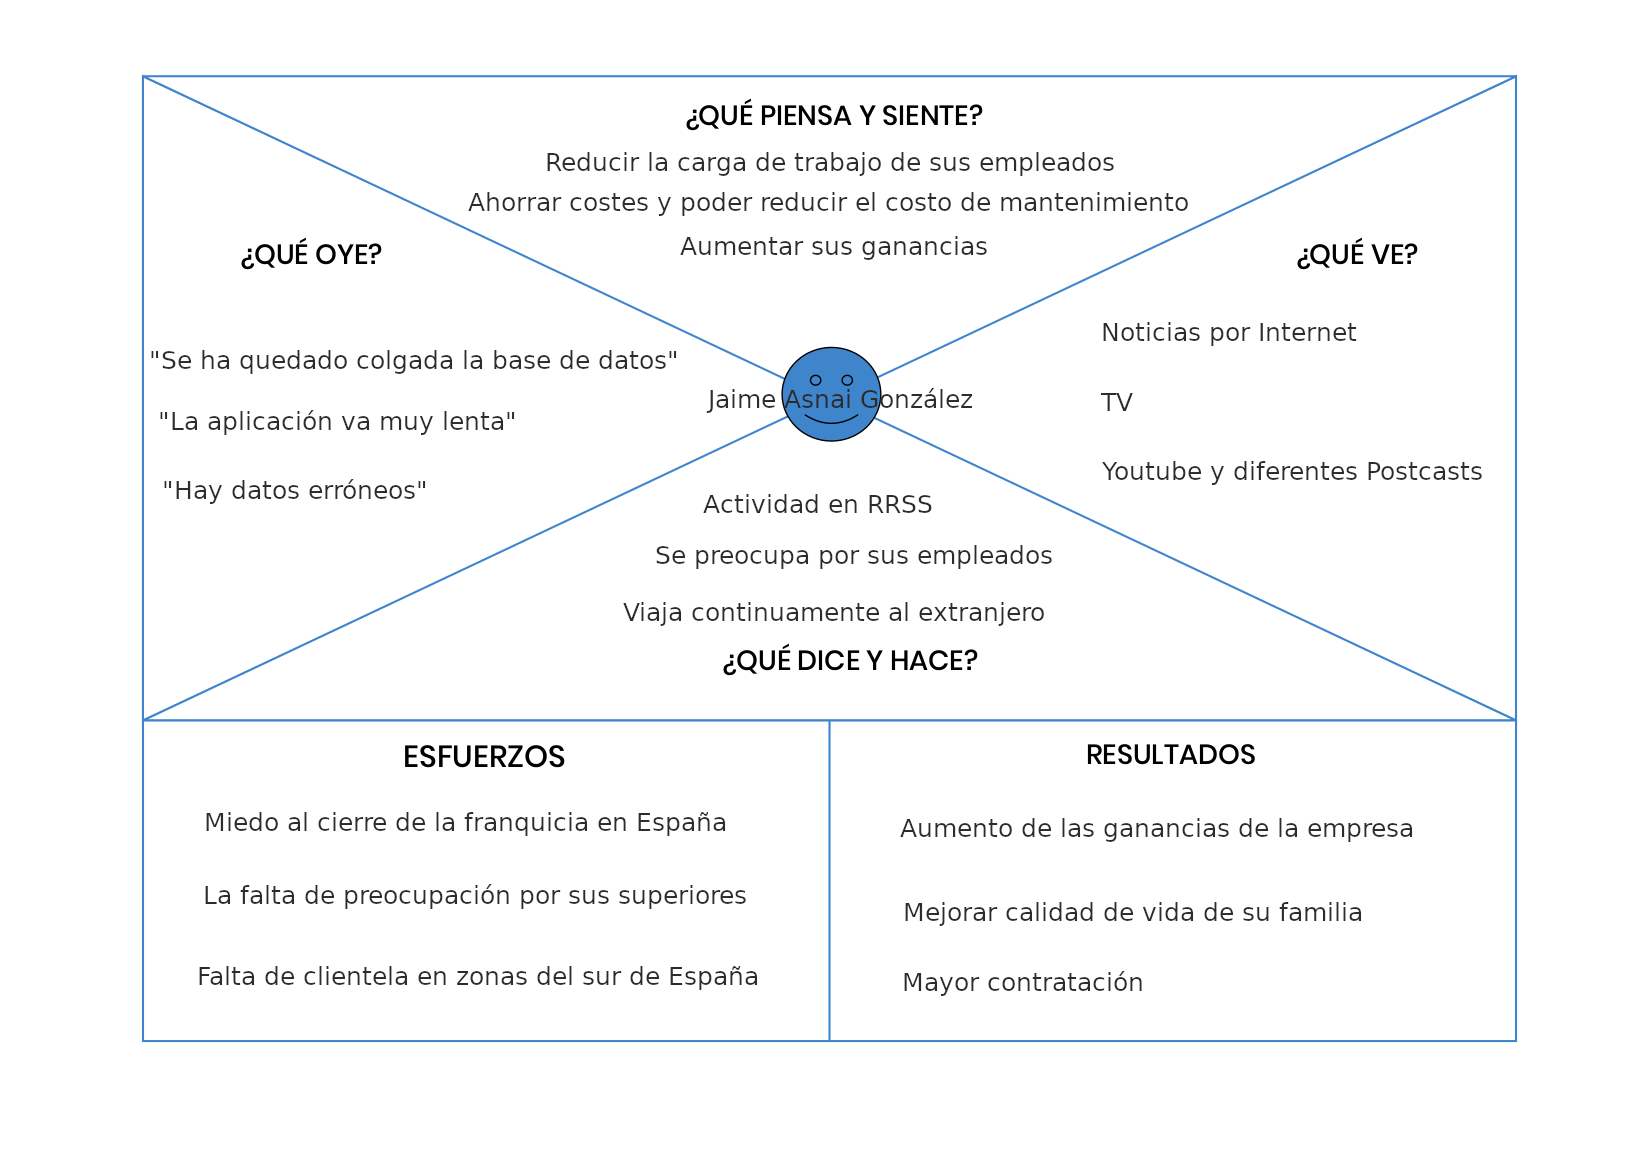 ¿QUÉ PIENSA Y SIENTE?
Reducir la carga de trabajo de sus empleados
Ahorrar costes y poder reducir el costo de mantenimiento
Aumentar sus ganancias
¿QUÉ OYE?
"Se ha quedado colgada la base de datos"
"La aplicación va muy lenta"
"Hay datos erróneos"
Jaime Asnai González
¿QUÉ VE?
Noticias por Internet
TV
Youtube y diferentes Postcasts
Actividad en RRSS
Se preocupa por sus empleados
Viaja continuamente al extranjero
¿QUÉ DICE Y HACE?
ESFUERZOS
Miedo al cierre de la franquicia en España
La falta de preocupación por sus superiores
Falta de clientela en zonas del sur de España
RESULTADOS
Aumento de las ganancias de la empresa
Mejorar calidad de vida de su familia
Mayor contratación